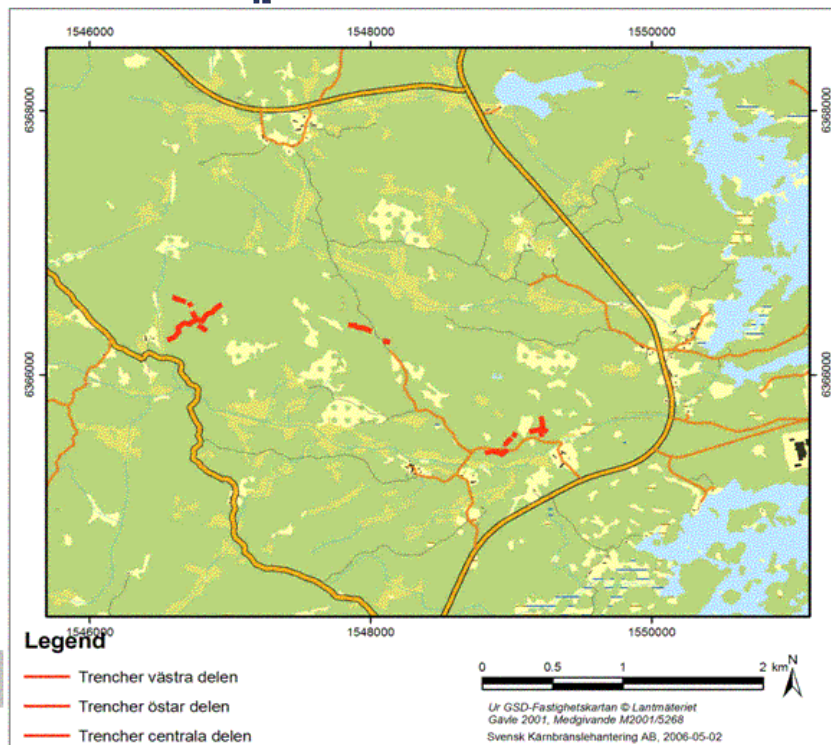 1546000 1548000 1550000
6368000 6368000
6366000 6366000
1546000 1548000 1550000
Legend
Trencher västra delen
Trencher östar delen
Trencher centrala delen
0 0.5 1 2 km
N
Ur GSD-Fastighetskartan © Lantmäteriet
Gävle 2001, Medgivande M2001/5268
Svensk Kärnbränslehantering AB, 2006-05-02